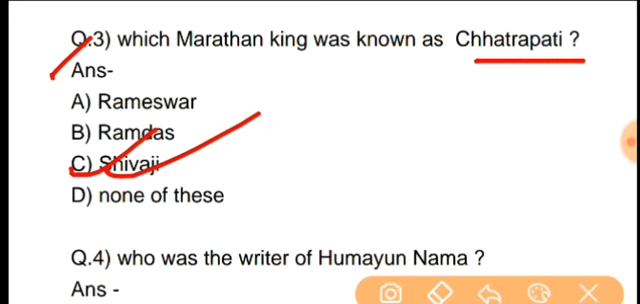 Q.3) which Marathan king was known as Chhatrapati ?
Ans-
A) Rameswar
B) Ramdas
C) Shivaji
D) none of these
Q.4) who was the writer of Humayun Nama ?
Ans -